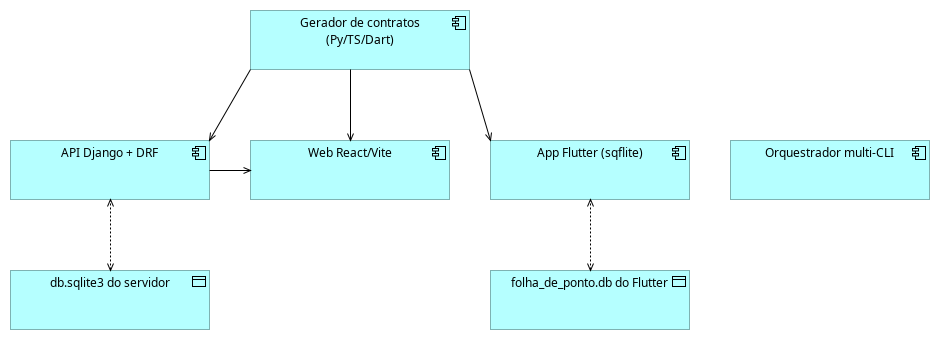 Gerador de contratos
(Py/TS/Dart)
API Django + DRF
Web React/Vite
App Flutter (sqflite)
Orquestrador multi-CLI
db.sqlite3 do servidor
folha_de_ponto.db do Flutter